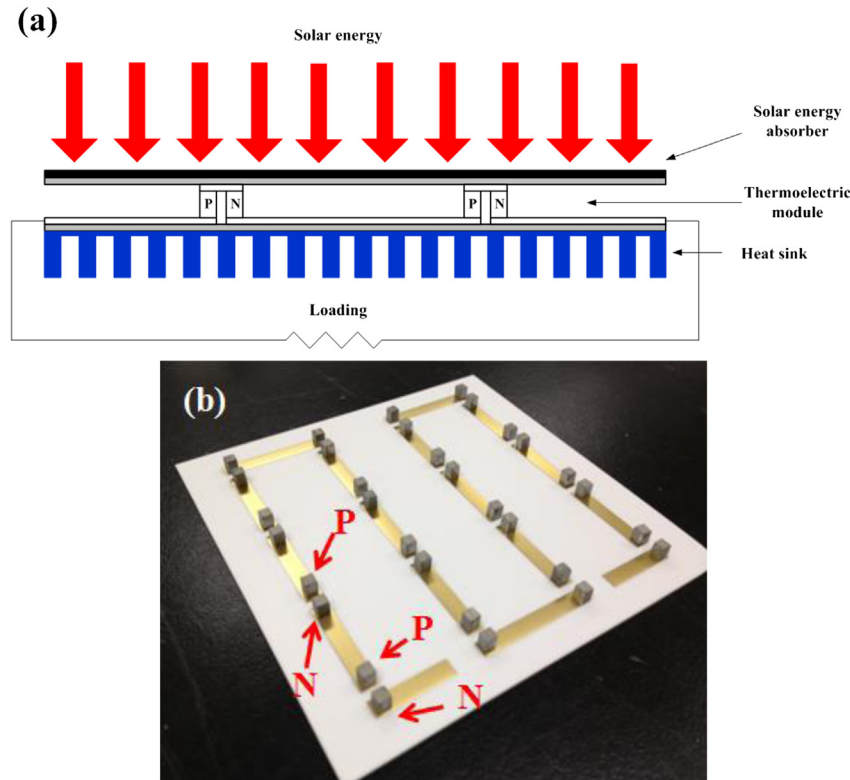 (a)
Solar energy
Solar energy
absorber
P N
P N
Thermoelectric
module
Heat sink
Loading
(b)
P
P
N
N